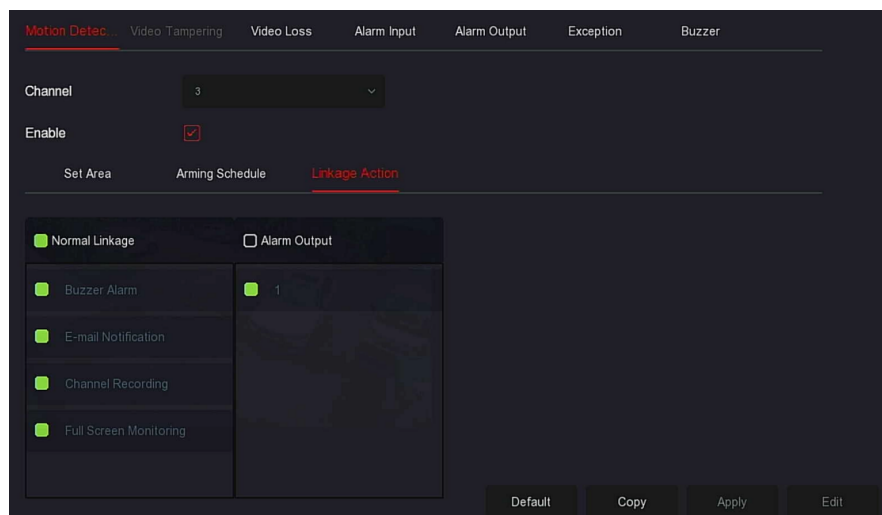 Motion Detec... Video Tampering Video Loss Alarm Input Alarm Output Exception Buzzer
Channel 3
Enable
Set Area Arming Schedule Linkage Action
Normal Linkage Alarm Output
Buzzer Alarm 1
E-mail Notification
Channel Recording
Full Screen Monitoring
Default Copy Apply Edit